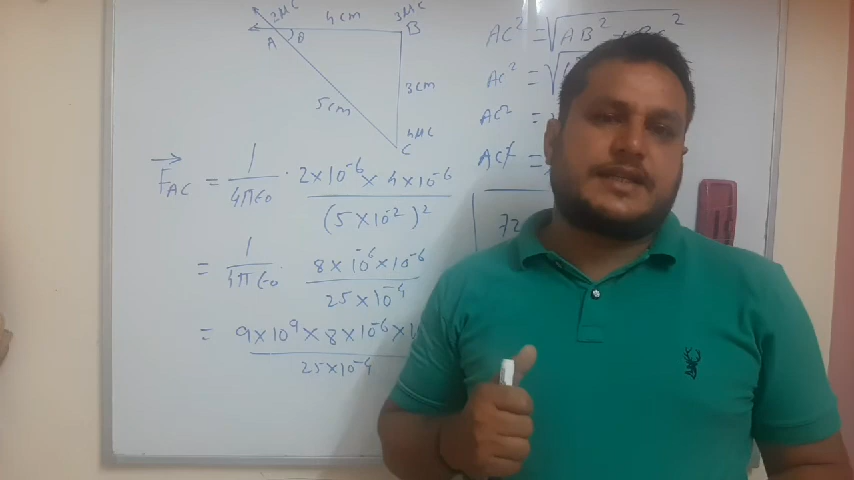 2μC
4cm
3μC
A θ
B
5cm
3cm
4μC
C
F_AC = 1/4πϵ₀ · 2×10⁻⁶ × 4×10⁻⁶ / (5×10⁻²)²
= 1/4πϵ₀ · 8×10⁻⁶×10⁻⁶ / 25×10⁻⁴
= 9×10⁹×8×10⁻⁶× / 25×10⁻⁴
AC² = √AB² + BC²
AC² = √
AC² =
AC =
72